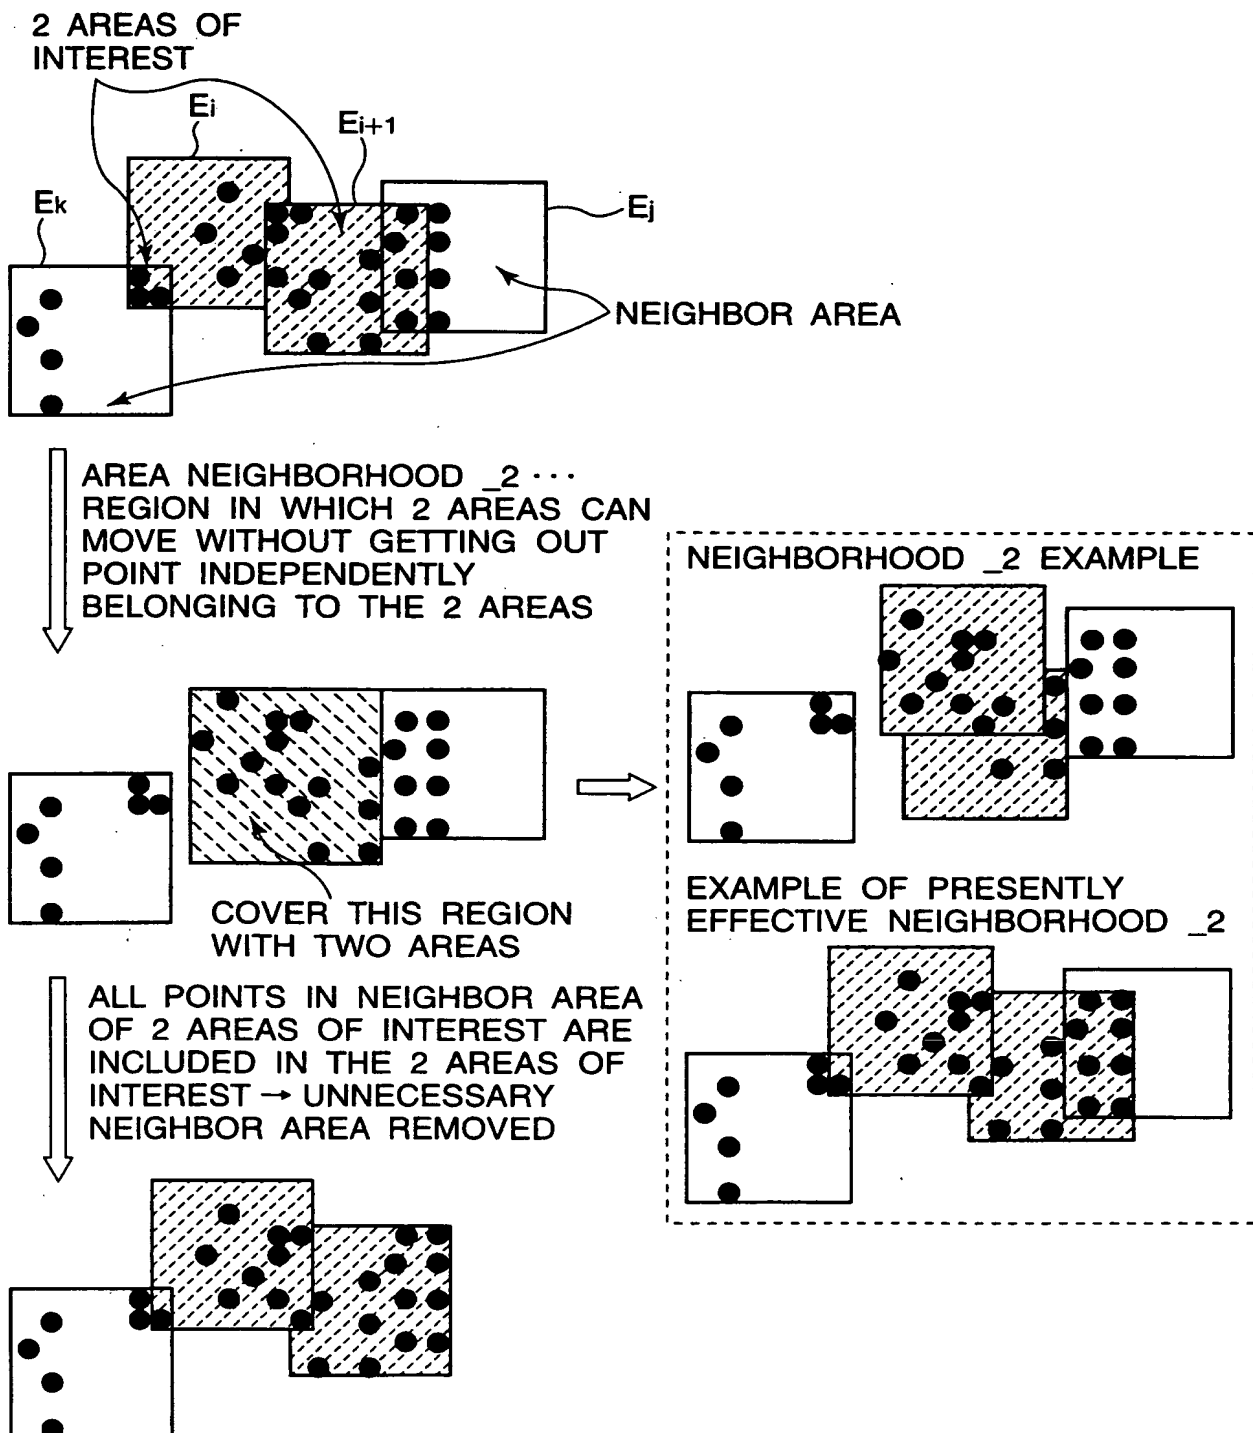 2 AREAS OF
INTEREST
Ei
Ei+1
Ek
Ej
NEIGHBOR AREA
AREA NEIGHBORHOOD _2 ···
REGION IN WHICH 2 AREAS CAN
MOVE WITHOUT GETTING OUT
POINT INDEPENDENTLY
BELONGING TO THE 2 AREAS
NEIGHBORHOOD _2 EXAMPLE
COVER THIS REGION
WITH TWO AREAS
EXAMPLE OF PRESENTLY
EFFECTIVE NEIGHBORHOOD _2
ALL POINTS IN NEIGHBOR AREA
OF 2 AREAS OF INTEREST ARE
INCLUDED IN THE 2 AREAS OF
INTEREST → UNNECESSARY
NEIGHBOR AREA REMOVED